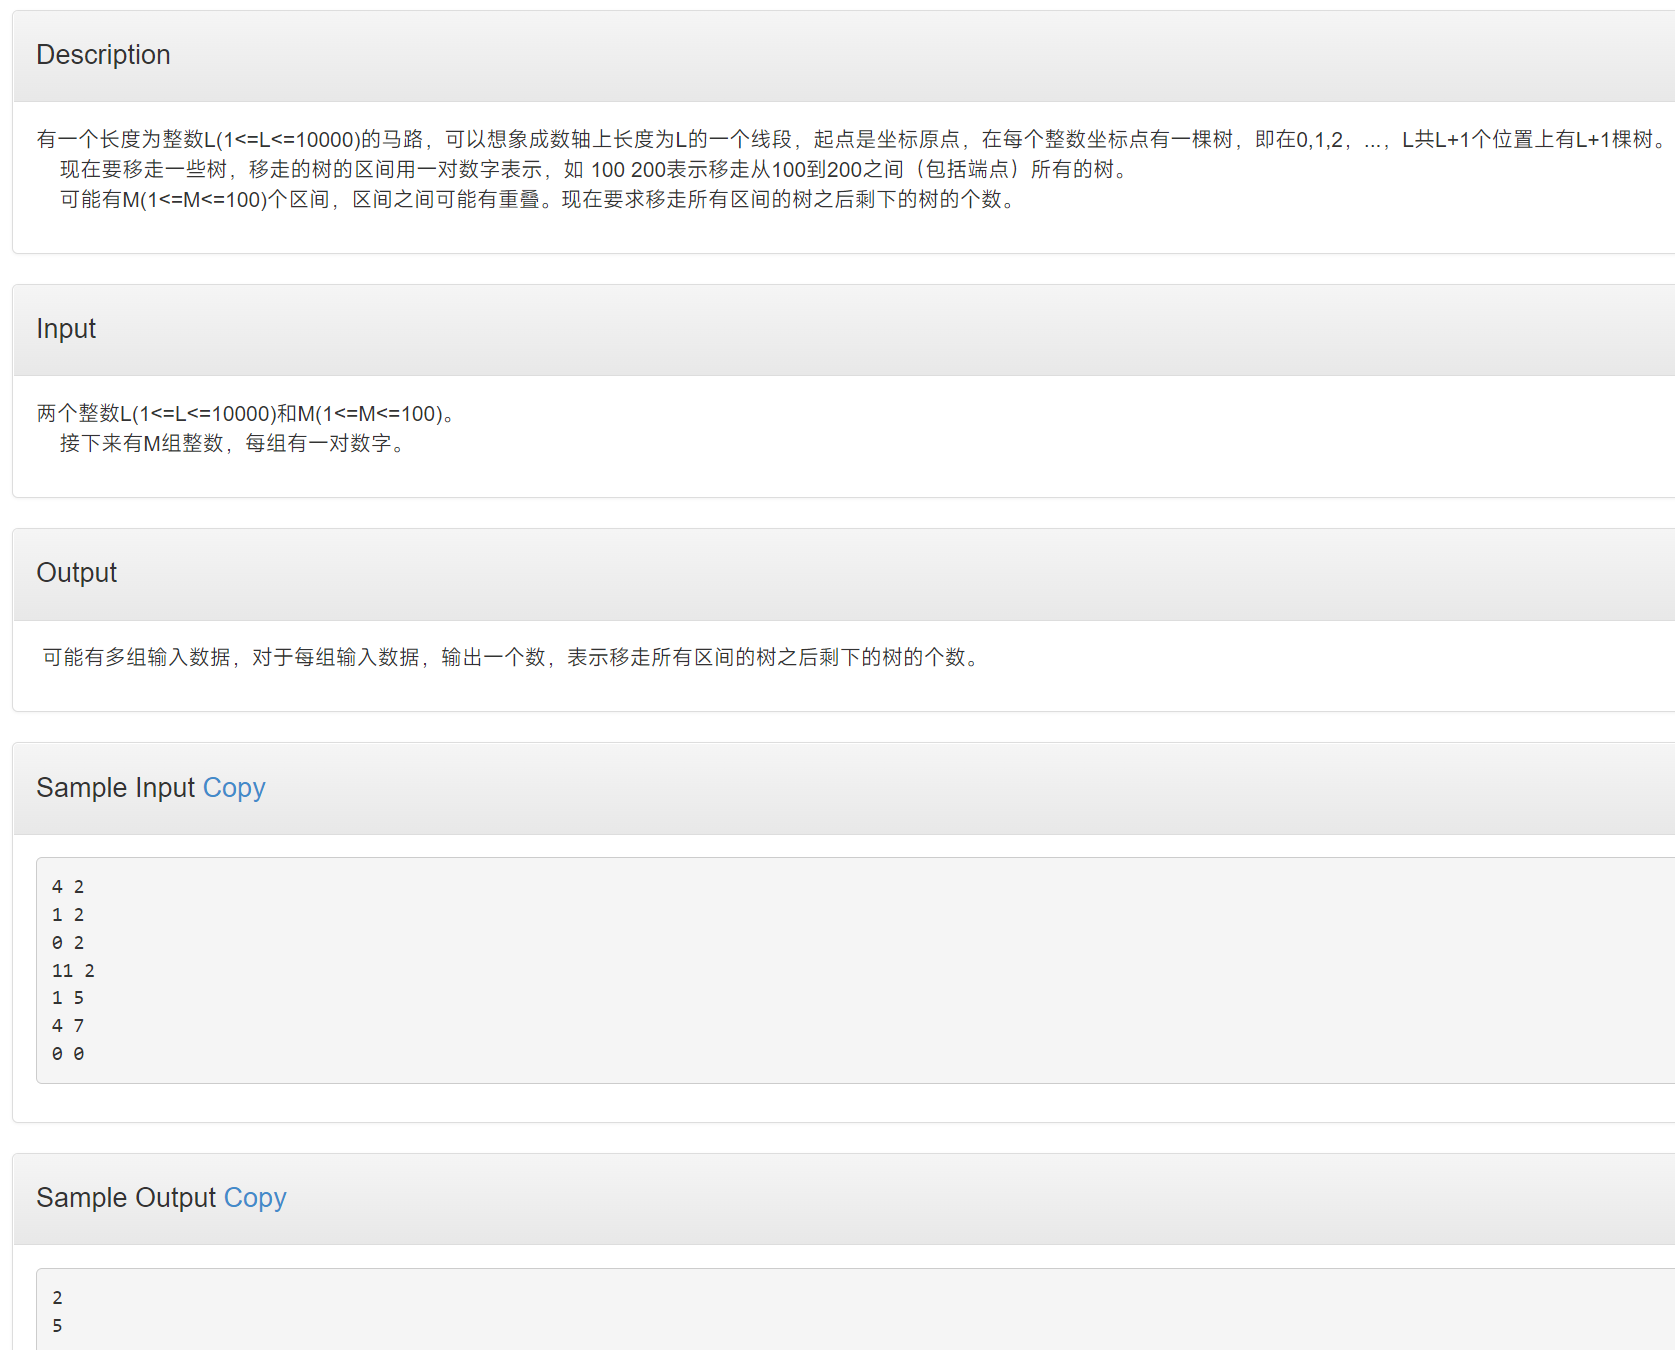 Description
有一个长度为整数L(1<=L<=10000)的马路，可以想象成数轴上长度为L的一个线段，起点是坐标原点，在每个整数坐标点有一棵树，即在0,1,2，...，L共L+1个位置上有L+1棵树。
现在要移走一些树，移走的树的区间用一对数字表示，如 100 200表示移走从100到200之间（包括端点）所有的树。
可能有M(1<=M<=100)个区间，区间之间可能有重叠。现在要求移走所有区间的树之后剩下的树的个数。
Input
两个整数L(1<=L<=10000)和M(1<=M<=100)。
接下来有M组整数，每组有一对数字。
Output
可能有多组输入数据，对于每组输入数据，输出一个数，表示移走所有区间的树之后剩下的树的个数。
Sample Input Copy
4 2
1 2
0 2
11 2
1 5
4 7
0 0
Sample Output Copy
2
5